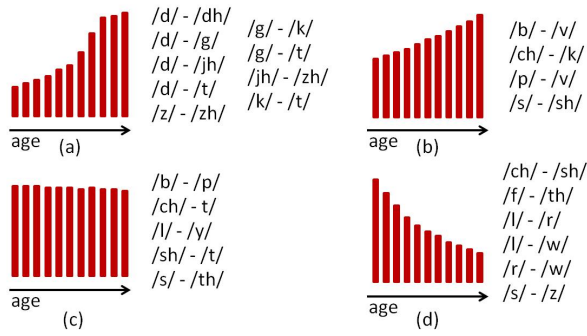 /d/ - /dh/
/d/ - /g/
/d/ - /jh/
/d/ - /t/
/z/ - /zh/
/g/ - /k/
/g/ - /t/
/jh/ - /zh/
/k/ - /t/
age
(a)
/b/ - /v/
/ch/ - /k/
/p/ - /v/
/s/ - /sh/
age
(b)
/b/ - /p/
/ch/ - t/
/l/ - /y/
/sh/ - /t/
/s/ - /th/
age
(c)
/ch/ - /sh/
/f/ - /th/
/l/ - /r/
/l/ - /w/
/r/ - /w/
/s/ - /z/
age
(d)